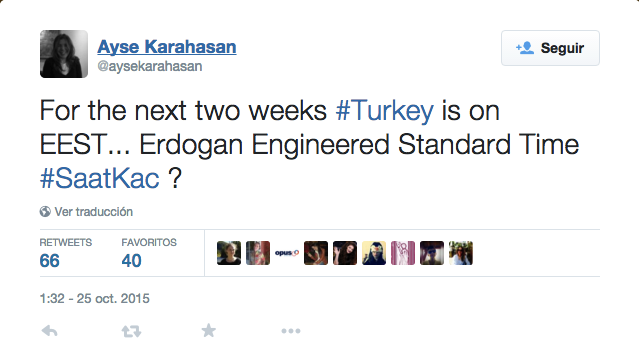 Ayse Karahasan
@aysekarahasan
Seguir
For the next two weeks #Turkey is on
EEST... Erdogan Engineered Standard Time
#SaatKac ?
Ver traducción
RETWEETS FAVORITOS
66 40
opus
1:32 - 25 oct. 2015